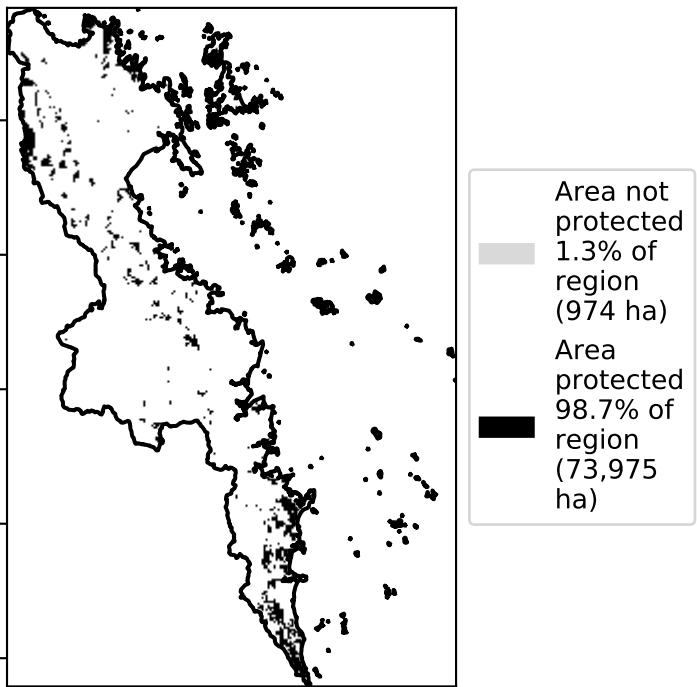 Area not
protected
1.3% of
region
(974 ha)
Area
protected
98.7% of
region
(73,975
ha)